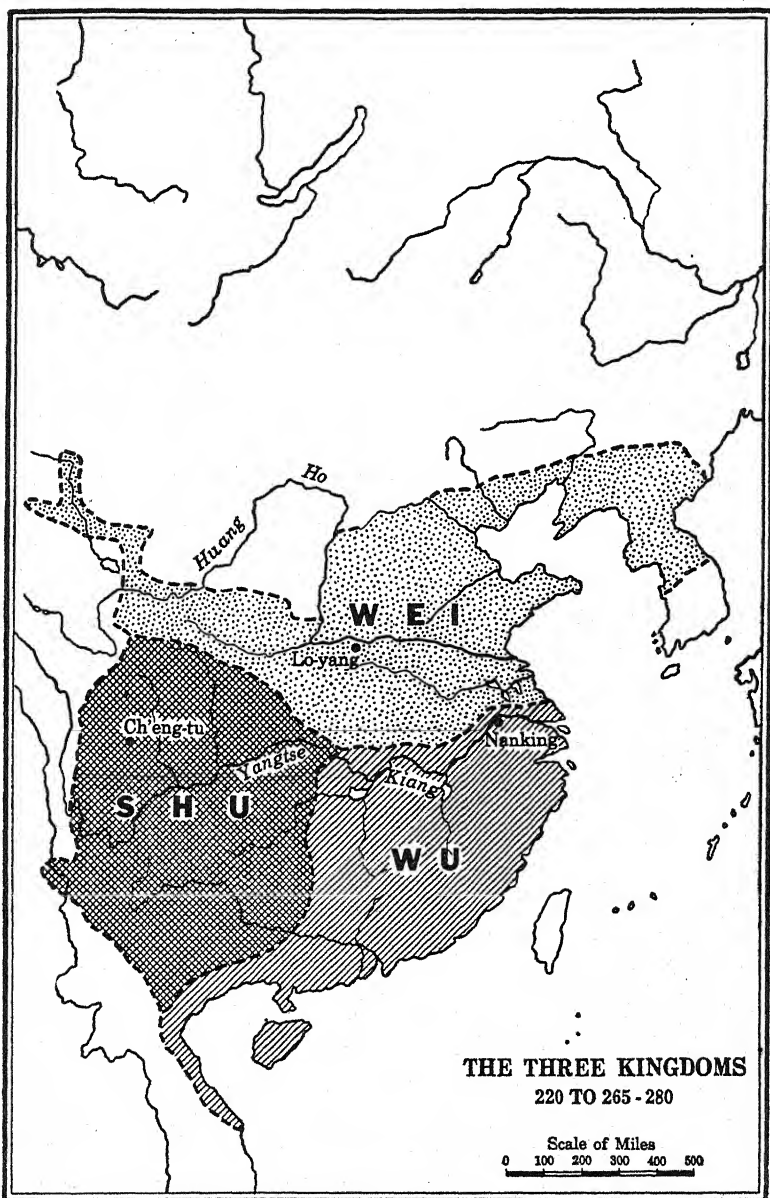 Ho
Huang
WEI
Lo-yang
Ch'eng-tu
Nanking
Yangtse
Kiang
SHU
WU
THE THREE KINGDOMS
220 TO 265-280
Scale of Miles
0 100 200 300 400 500